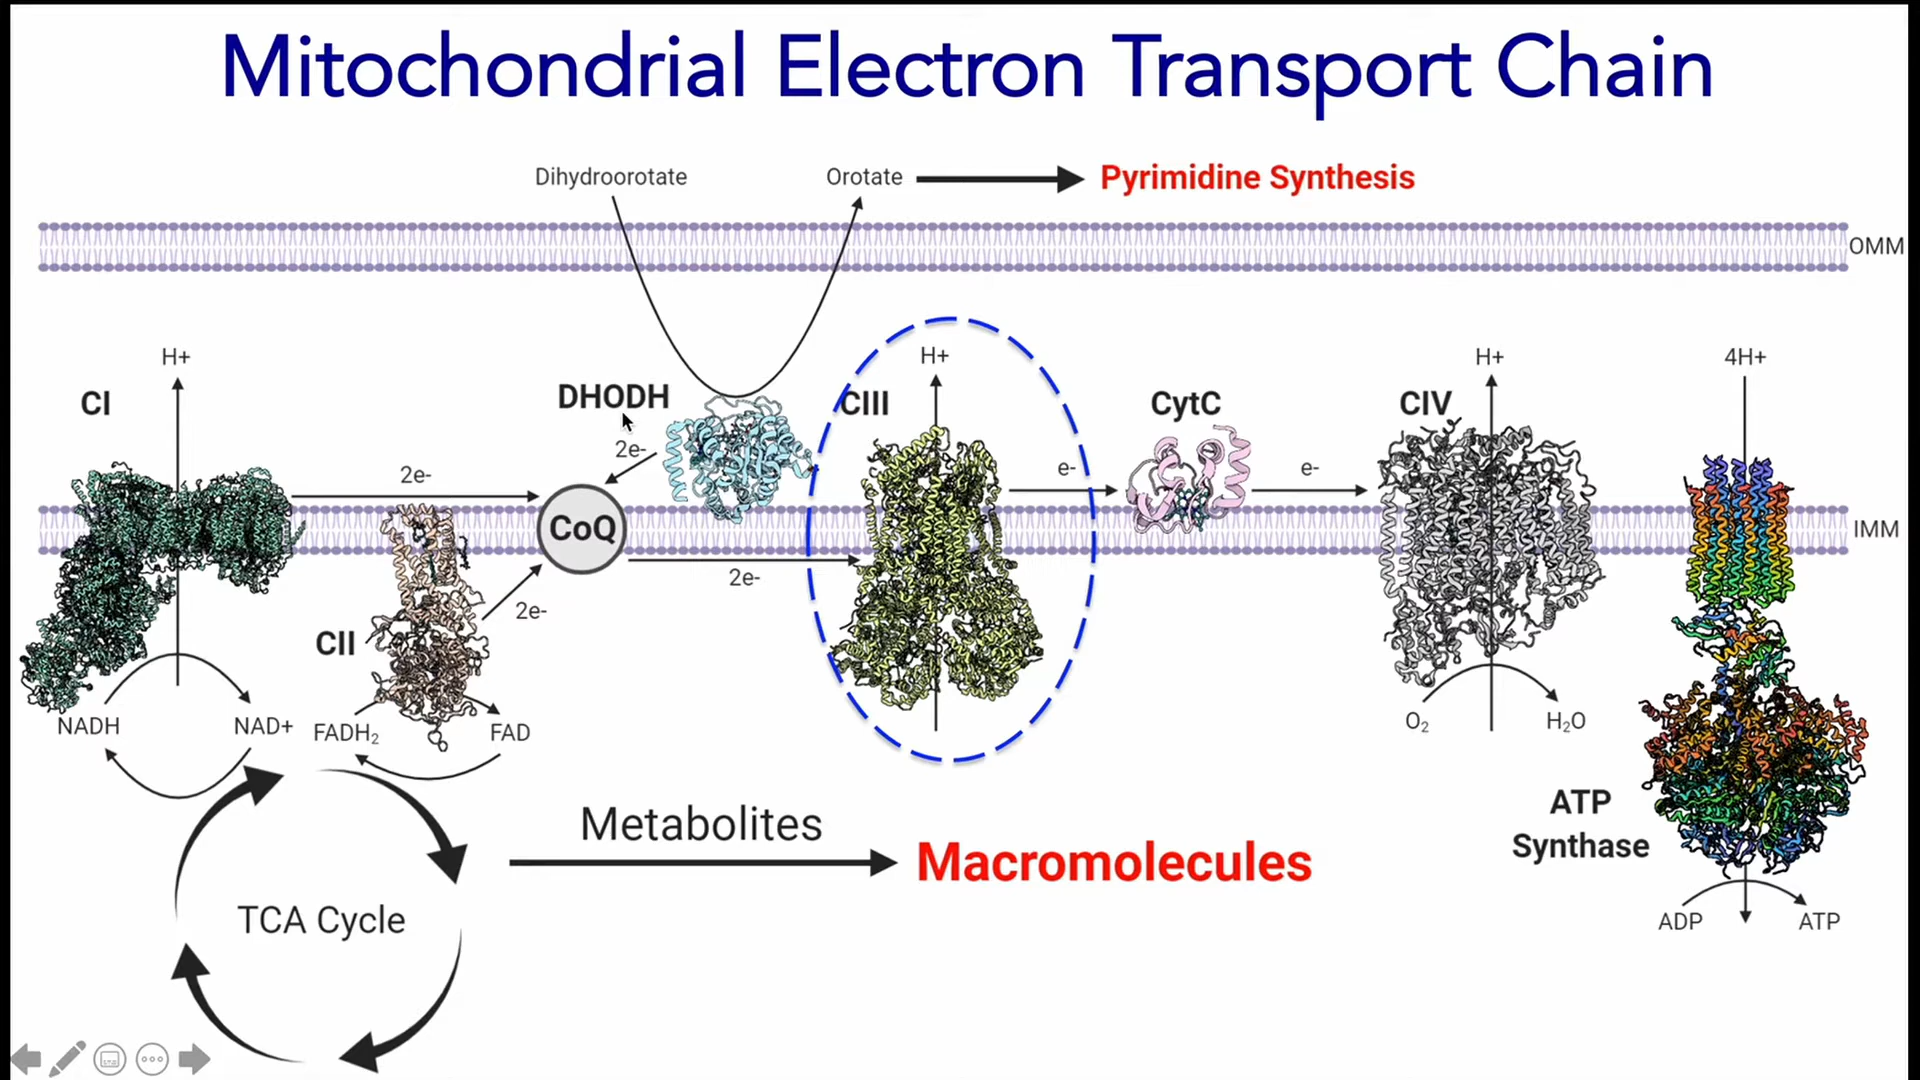 Mitochondrial Electron Transport Chain
Dihydroorotate
Orotate
Pyrimidine Synthesis
OMM
H+
H+
H+
4H+
CI
DHODH
CIII
CytC
CIV
2e-
2e-
e-
e-
CoQ
IMM
2e-
2e-
CII
NADH
NAD+
FADH₂
FAD
O₂
H₂O
ATP
Synthase
Metabolites
Macromolecules
TCA Cycle
ADP
ATP